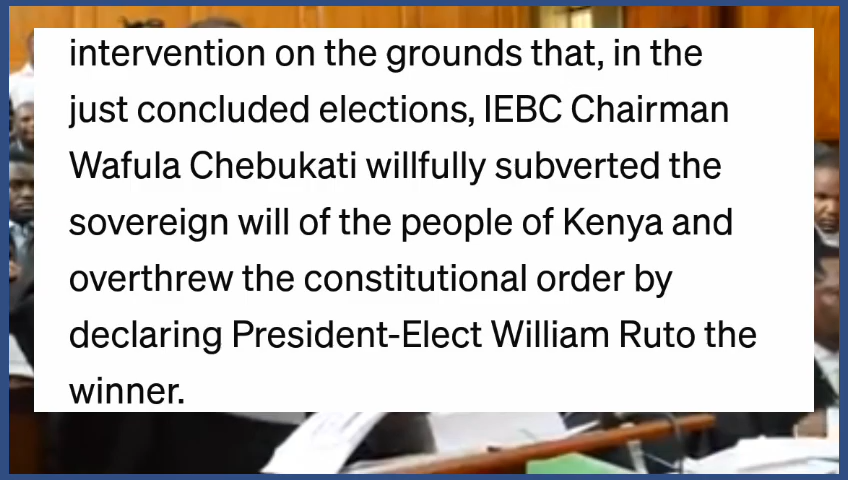 intervention on the grounds that, in the
just concluded elections, IEBC Chairman
Wafula Chebukati willfully subverted the
sovereign will of the people of Kenya and
overthrew the constitutional order by
declaring President-Elect William Ruto the
winner.